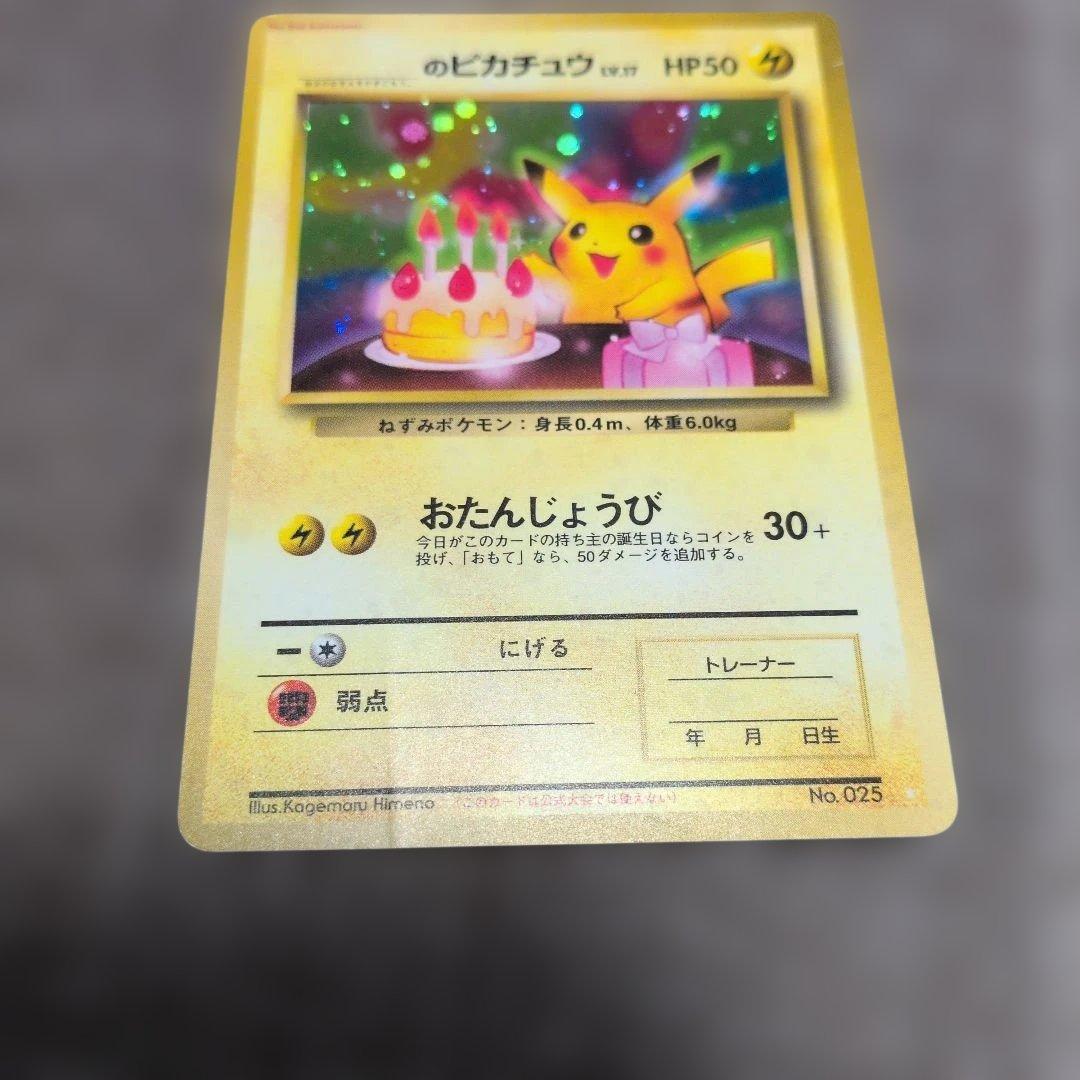 のピカチュウ LV.17 HP50
ねずみポケモン：身長0.4m、体重6.0kg
おたんじょうび 30+
今日がこのカードの持ち主の誕生日ならコインを
投げ、「おもて」なら、50ダメージを追加する。
にげる
弱点
トレーナー
年 月 日生
Illus.Kagemaru Himeno （このカードは公式大会では使えない） No. 025